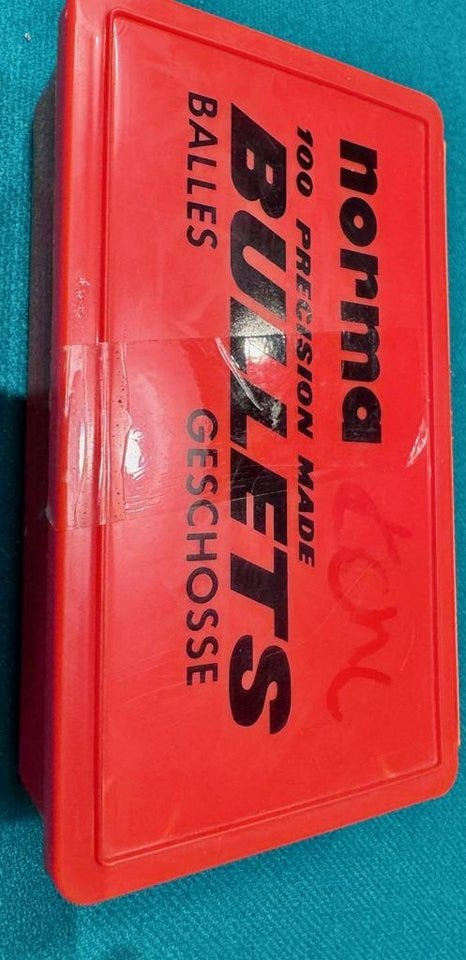 norma
100 PRECISION MADE
BULLETS
BALLES GESCHOSSE